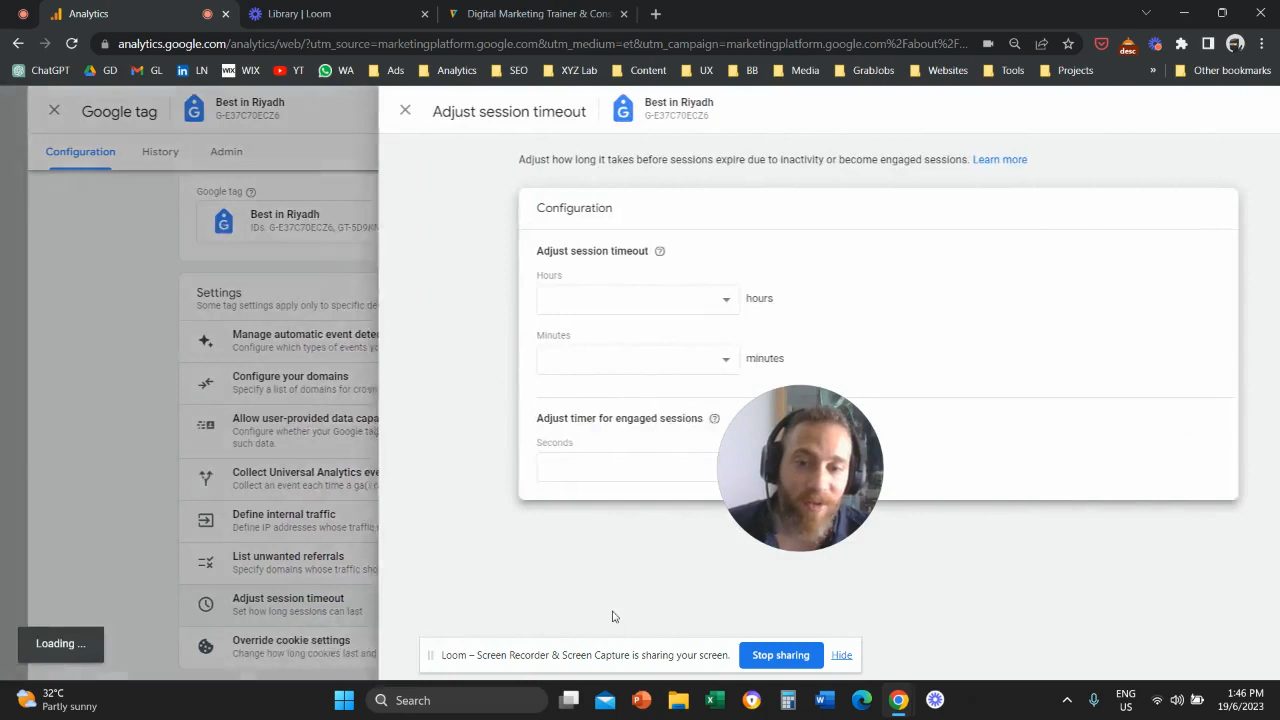 Analytics
Library | Loom
Digital Marketing Trainer & Cons
analytics.google.com/analytics/web/?utm_source=marketingplatform.google.com&utm_medium=et&utm_campaign=marketingplatform.google.com%2Fabout%2F...
desc
ChatGPT GD GL LN WIX WIX YT WA Ads Analytics SEO XYZ Lab Content UX BB Media GrabJobs Websites Tools Projects » Other bookmarks
Google tag
Best in Riyadh
G-E37C70ECZ6
Adjust session timeout
Best in Riyadh
G-E37C70ECZ6
Configuration History Admin
Adjust how long it takes before sessions expire due to inactivity or become engaged sessions. Learn more
Google tag
Best in Riyadh
IDs: G-E37C70ECZ6, GT-5D9KN
Settings
Some tag settings apply only to specific de
Manage automatic event dete
Configure which types of events y
Configure your domains
Specify a list of domains for cros
Allow user-provided data capa
Configure whether your Google tag
such data.
Collect Universal Analytics eve
Collect an event each time a ga(
Define internal traffic
Define IP addresses whose traffic
List unwanted referrals
Specify domains whose traffic sho
Adjust session timeout
Set how long sessions can last
Override cookie settings
Change how long cookies last and
Configuration
Adjust session timeout
Hours
hours
Minutes
minutes
Adjust timer for engaged sessions
Seconds
Loading ...
Loom – Screen Recorder & Screen Capture is sharing your screen. Stop sharing Hide
32°C
Partly sunny
Search
ENG
US
1:46 PM
19/6/2023